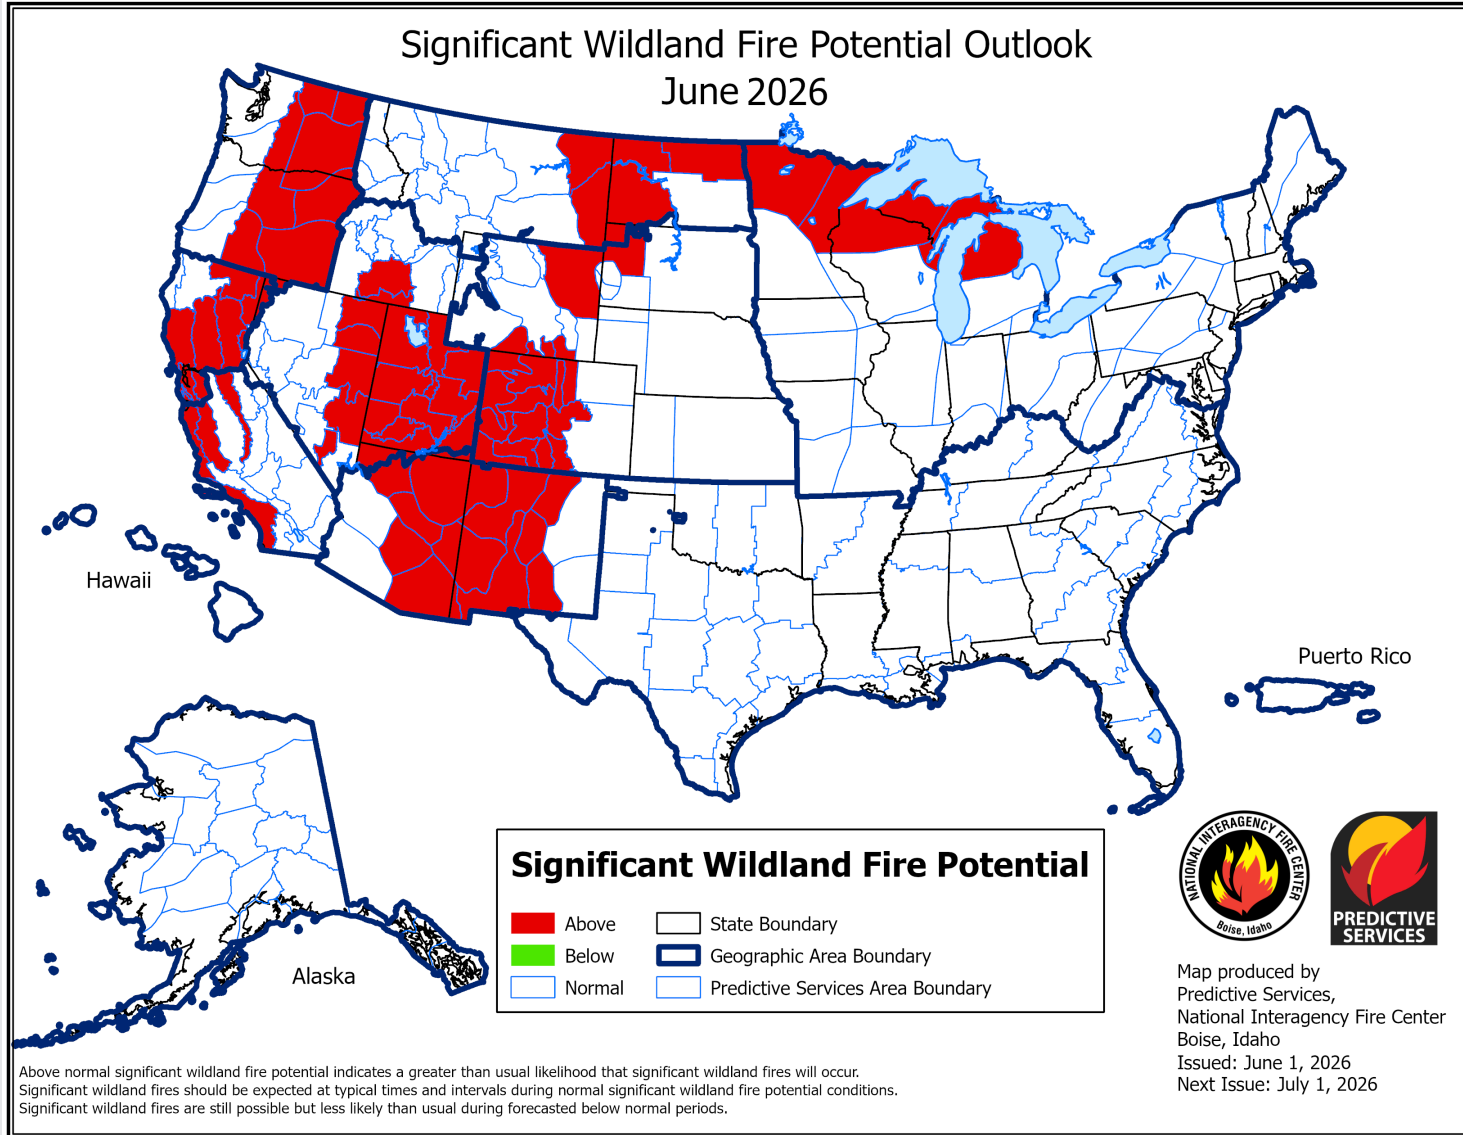 Significant Wildland Fire Potential Outlook
June 2026
Hawaii
Puerto Rico
Alaska
Significant Wildland Fire Potential
Above
State Boundary
Below
Geographic Area Boundary
Normal
Predictive Services Area Boundary
NATIONAL INTERAGENCY FIRE CENTER
Boise, Idaho
PREDICTIVE
SERVICES
Map produced by
Predictive Services,
National Interagency Fire Center
Boise, Idaho
Issued: June 1, 2026
Next Issue: July 1, 2026
Above normal significant wildland fire potential indicates a greater than usual likelihood that significant wildland fires will occur.
Significant wildland fires should be expected at typical times and intervals during normal significant wildland fire potential conditions.
Significant wildland fires are still possible but less likely than usual during forecasted below normal periods.